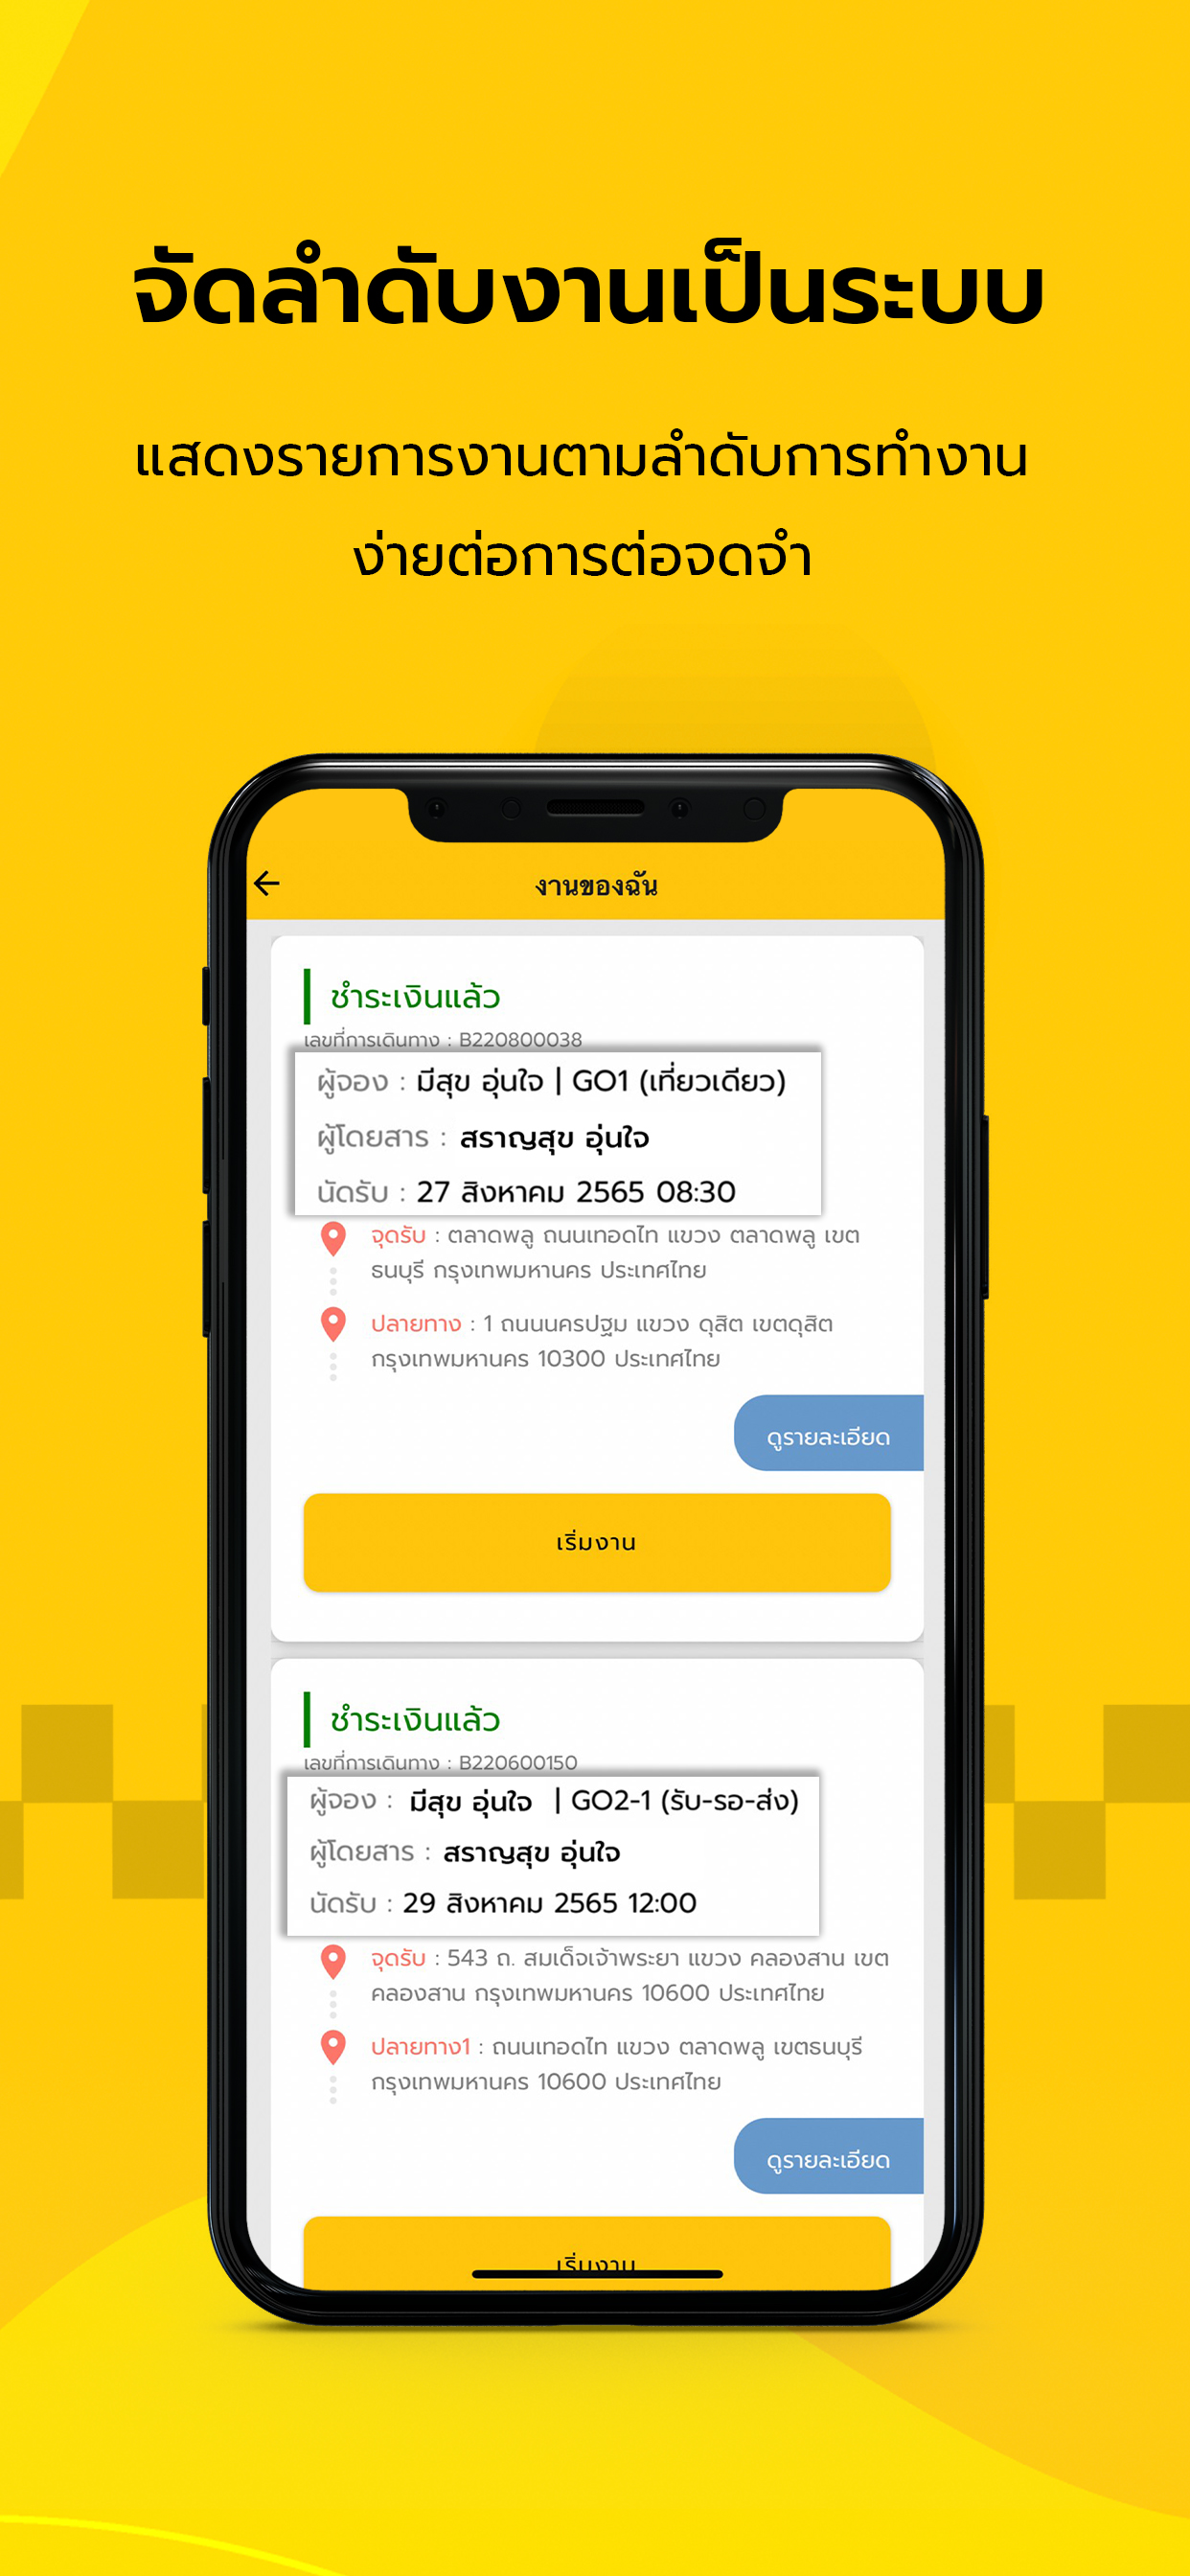 จัดลำดับงานเป็นระบบ
แสดงรายการงานตามลำดับการทำงาน
ง่ายต่อการต่อจดจำ
งานของฉัน
ชำระเงินแล้ว
เลขที่การเดินทาง : B220800038
ผู้จอง : มีสุข อุ่นใจ | GO1 (เที่ยวเดียว)
ผู้โดยสาร : สราญสุข อุ่นใจ
นัดรับ : 27 สิงหาคม 2565 08:30
จุดรับ : ตลาดพลู ถนนเทอดไท แขวง ตลาดพลู เขต
ธนบุรี กรุงเทพมหานคร ประเทศไทย
ปลายทาง : 1 ถนนนครปฐม แขวง ดุสิต เขตดุสิต
กรุงเทพมหานคร 10300 ประเทศไทย
ดูรายละเอียด
เริ่มงาน
ชำระเงินแล้ว
เลขที่การเดินทาง : B220600150
ผู้จอง : มีสุข อุ่นใจ | GO2-1 (รับ-รอ-ส่ง)
ผู้โดยสาร : สราญสุข อุ่นใจ
นัดรับ : 29 สิงหาคม 2565 12:00
จุดรับ : 543 ถ. สมเด็จเจ้าพระยา แขวง คลองสาน เขต
คลองสาน กรุงเทพมหานคร 10600 ประเทศไทย
ปลายทาง1 : ถนนเทอดไท แขวง ตลาดพลู เขตธนบุรี
กรุงเทพมหานคร 10600 ประเทศไทย
ดูรายละเอียด
เริ่มงาน